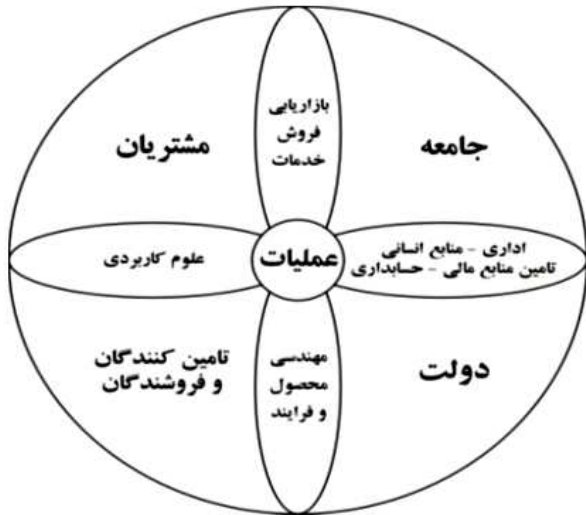 بازاریابی
فروش
خدمات
جامعه
مشتریان
اداری - منابع انسانی
تامین منابع مالی - حسابداری
عملیات
علوم کاربردی
دولت
مهندسی
محصول
و فرایند
تامین کنندگان
و فروشندگان